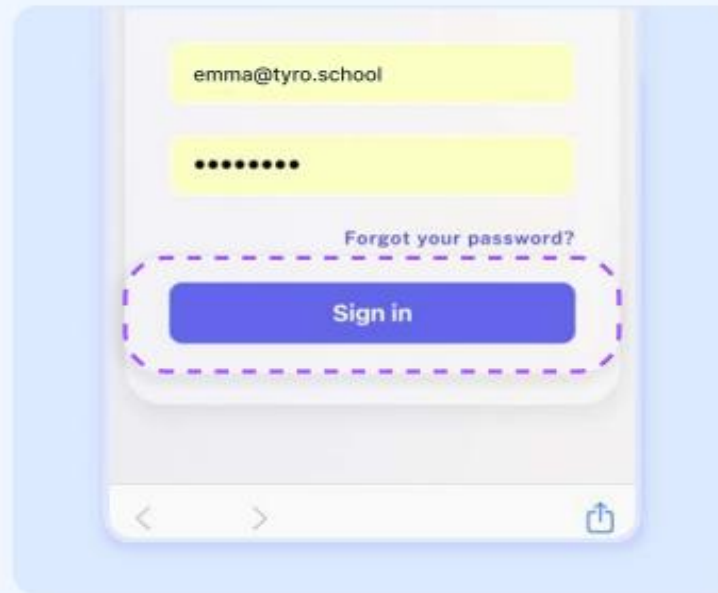 emma@tyro.school
••••••••
Forgot your password?
Sign in